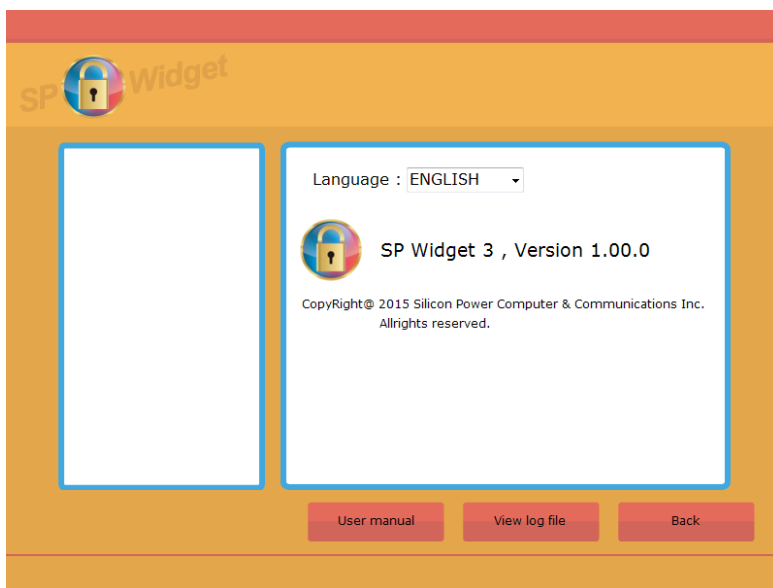 SP Widget
Language : ENGLISH
SP Widget 3 , Version 1.00.0
CopyRight@ 2015 Silicon Power Computer & Communications Inc.
Allrights reserved.
User manual View log file Back